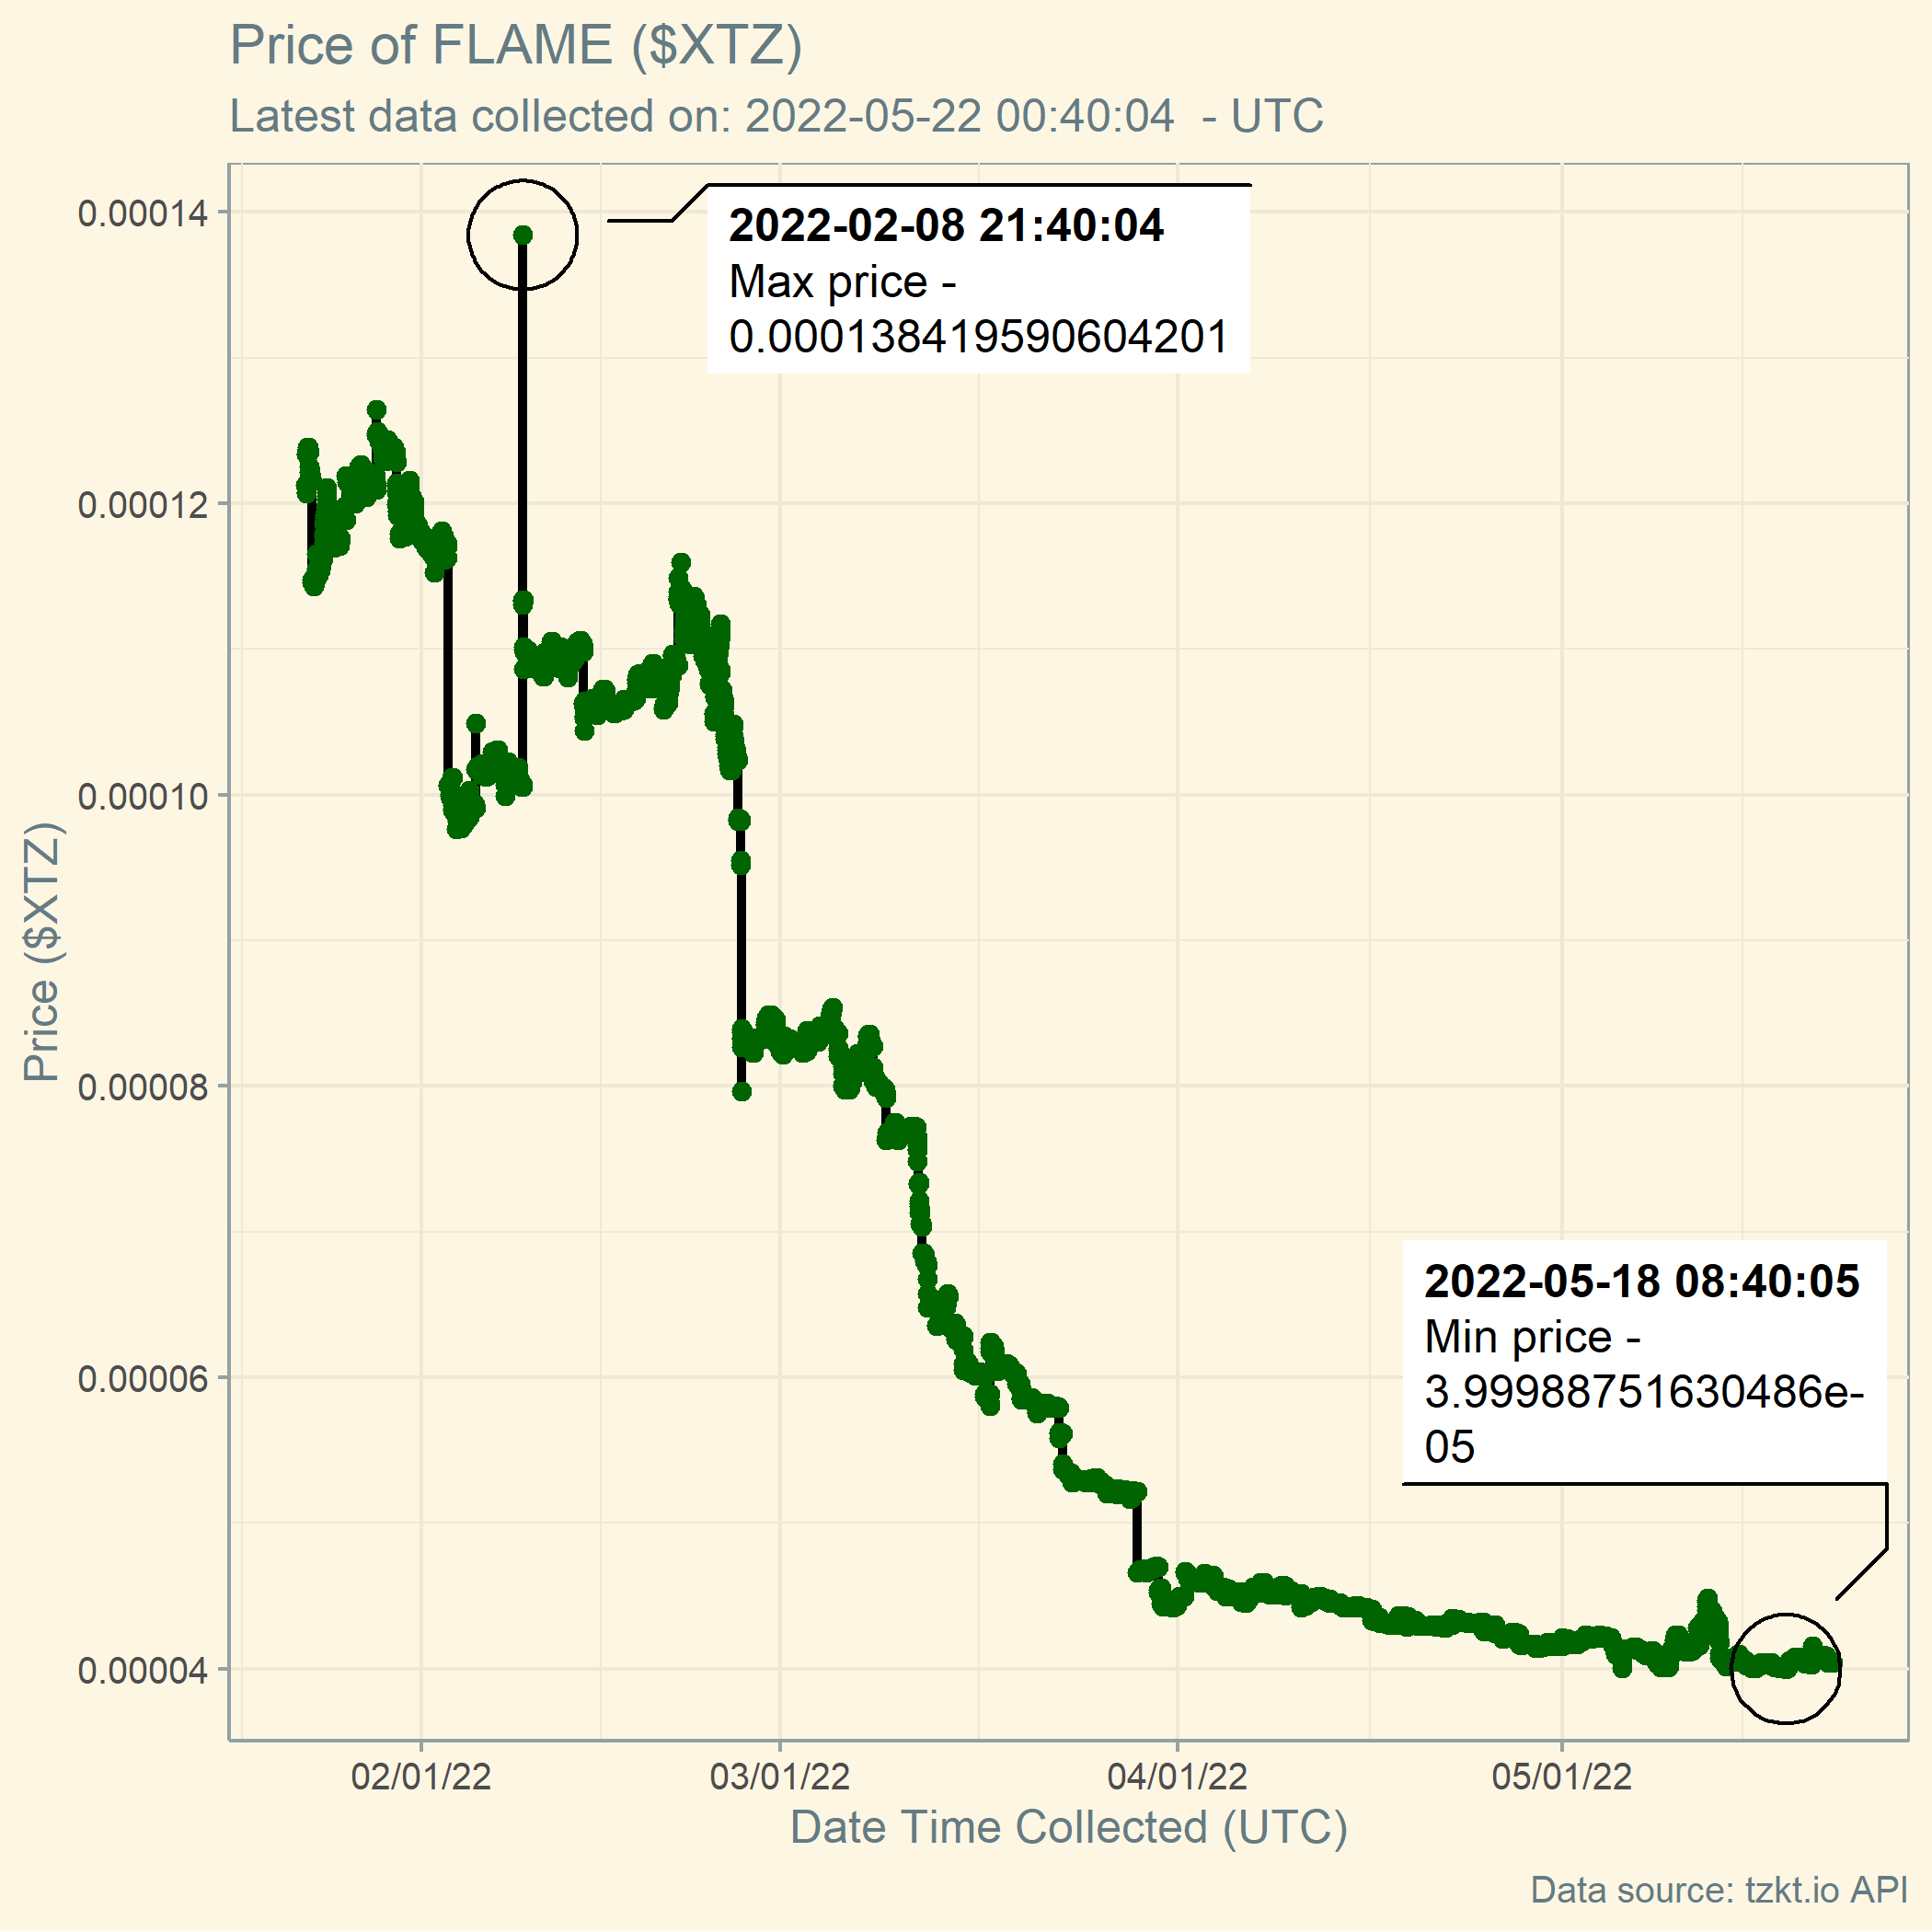 Price of FLAME ($XTZ)
Latest data collected on: 2022-05-22 00:40:04 - UTC
0.00014
0.00012
0.00010
0.00008
0.00006
0.00004
Price ($XTZ)
2022-02-08 21:40:04
Max price -
0.000138419590604201
2022-05-18 08:40:05
Min price -
3.99988751630486e-
05
02/01/22
03/01/22
04/01/22
05/01/22
Date Time Collected (UTC)
Data source: tzkt.io API